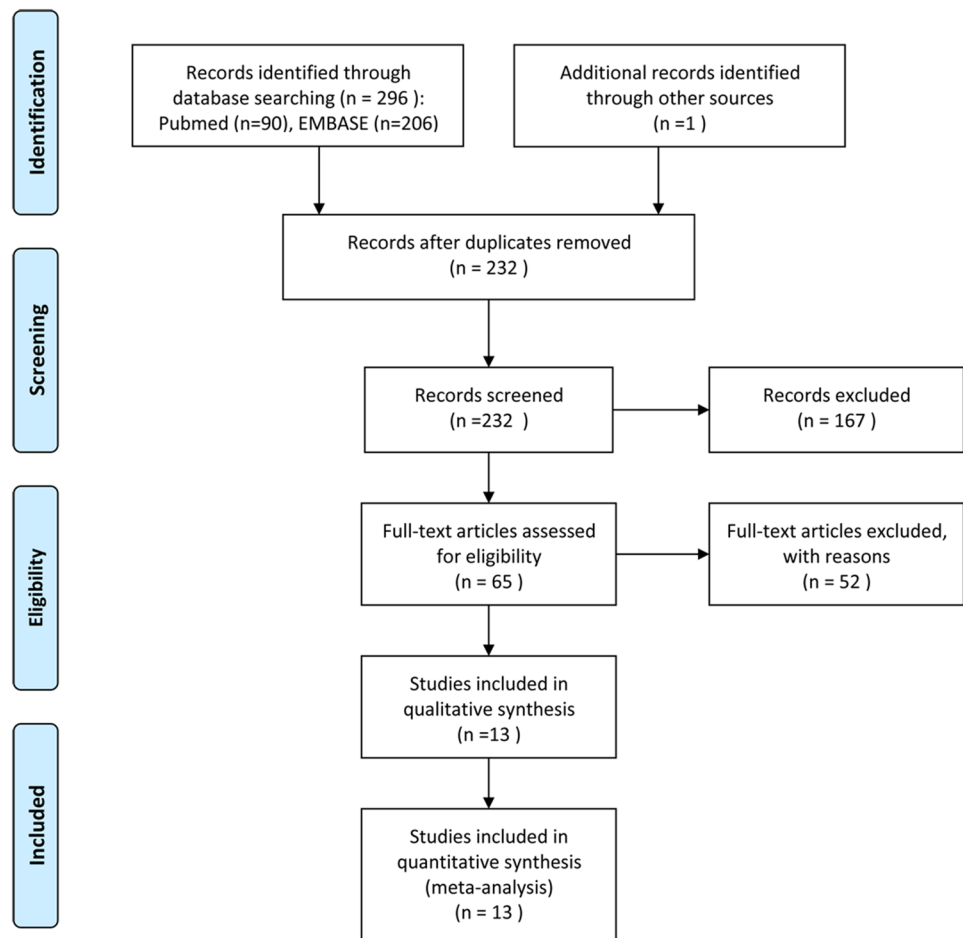 Identification
Records identified through
database searching (n = 296 ):
Pubmed (n=90), EMBASE (n=206)
Additional records identified
through other sources
(n =1 )
Records after duplicates removed
(n = 232 )
Screening
Records screened
(n =232  )
Records excluded
(n = 167 )
Eligibility
Full-text articles assessed
for eligibility
(n = 65 )
Full-text articles excluded,
with reasons
(n = 52 )
Studies included in
qualitative synthesis
(n =13 )
Included
Studies included in
quantitative synthesis
(meta-analysis)
(n = 13 )